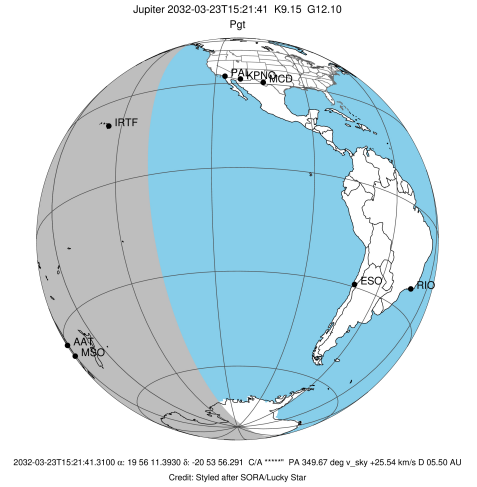 Jupiter 2032-03-23T15:21:41 K9.15 G12.10
Pgt
PAL
KPNO
MCD
IRTF
ESO
RIO
AAT
MSO
2032-03-23T15:21:41.3100 α: 19 56 11.3930 δ: -20 53 56.291 C/A *****" PA 349.67 deg v_sky +25.54 km/s D 05.50 AU
Credit: Styled after SORA/Lucky Star